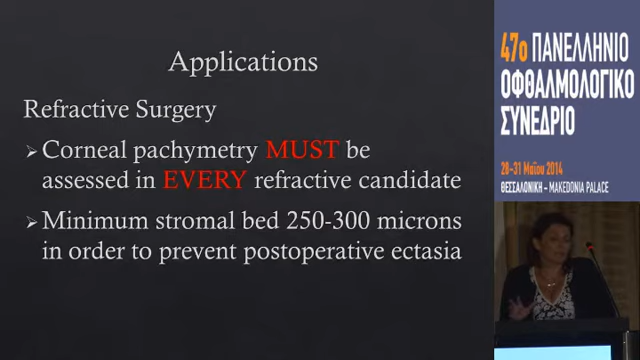 Applications
Refractive Surgery
Corneal pachymetry MUST be
assessed in EVERY refractive candidate
Minimum stromal bed 250-300 microns
in order to prevent postoperative ectasia
47ο ΠΑΝΕΛΛΗΝΙΟ
ΟΦΘΑΛΜΟΛΟΓΙΚΟ
ΣΥΝΕΔΡΙΟ
28-31 Μαΐου 2014
ΘΕΣΣΑΛΟΝΙΚΗ - MAKEDONIA PALACE